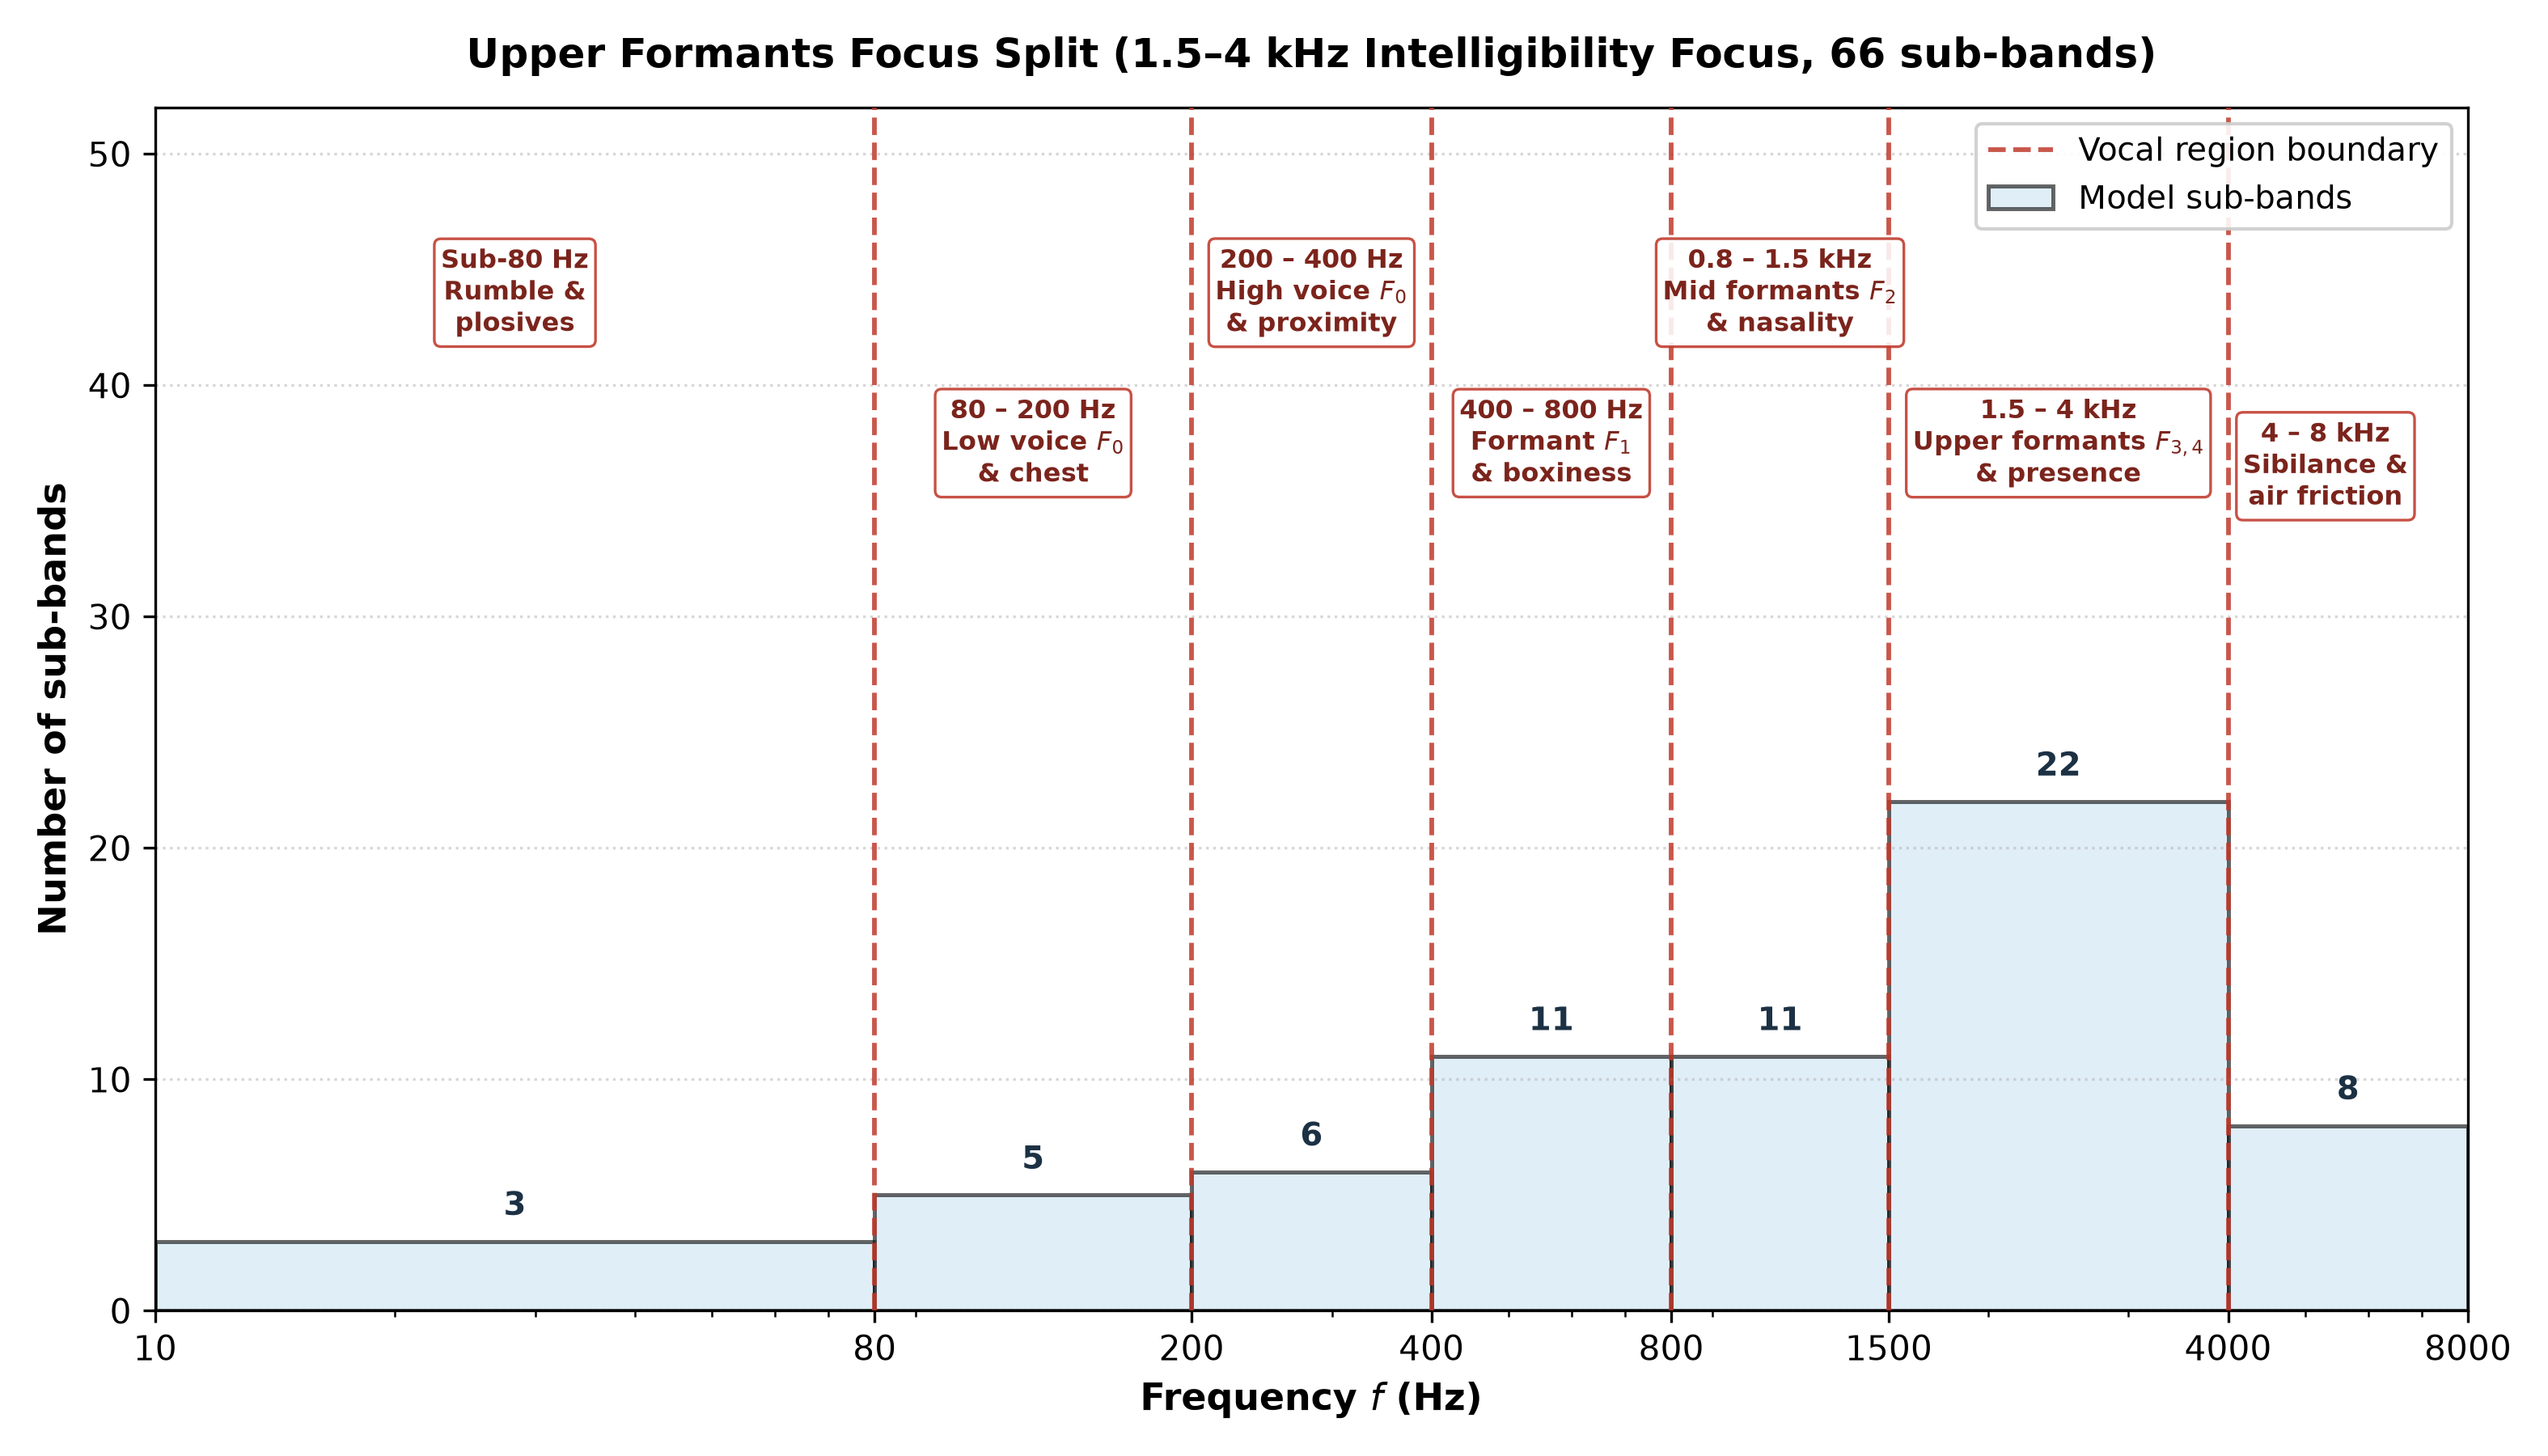 Upper Formants Focus Split (1.5–4 kHz Intelligibility Focus, 66 sub-bands)
Vocal region boundary
Model sub-bands
Sub-80 Hz
Rumble &
plosives
80 – 200 Hz
Low voice F₀
& chest
200 – 400 Hz
High voice F₀
& proximity
400 – 800 Hz
Formant F₁
& boxiness
0.8 – 1.5 kHz
Mid formants F₂
& nasality
1.5 – 4 kHz
Upper formants F₃,₄
& presence
4 – 8 kHz
Sibilance &
air friction
Number of sub-bands
50
40
30
20
10
0
3
5
6
11
11
22
8
10 80 200 400 800 1500 4000 8000
Frequency f (Hz)